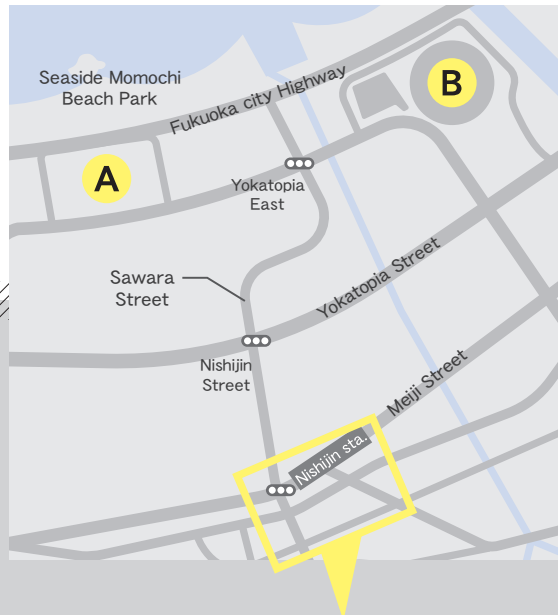 Seaside Momochi
Beach Park
Fukuoka city Highway
B
A
Yokatopia
East
Sawara
Street
Yokatopia Street
Nishijin
Street
Meiji Street
Nishijin sta.